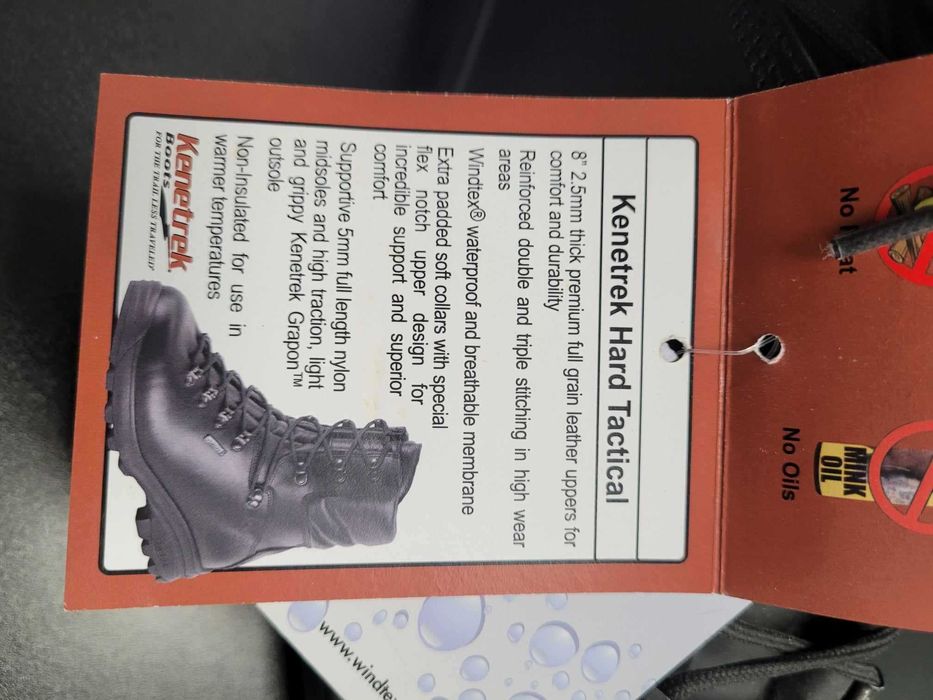 Kenetrek Hard Tactical
8" 2.5mm thick premium full grain leather uppers for
comfort and durability
Reinforced double and triple stitching in high wear
areas
Windtex® waterproof and breathable membrane
Extra padded soft collars with special
flex notch upper design for
incredible support and superior
comfort
Supportive 5mm full length nylon
midsoles and high traction, light
and grippy Kenetrek Grapon™
outsole
Non-Insulated for use in
warmer temperatures
Kenetrek
Boots
FOR THE TRAIL LESS TRAVELED
No
MINK
OIL
No Oils